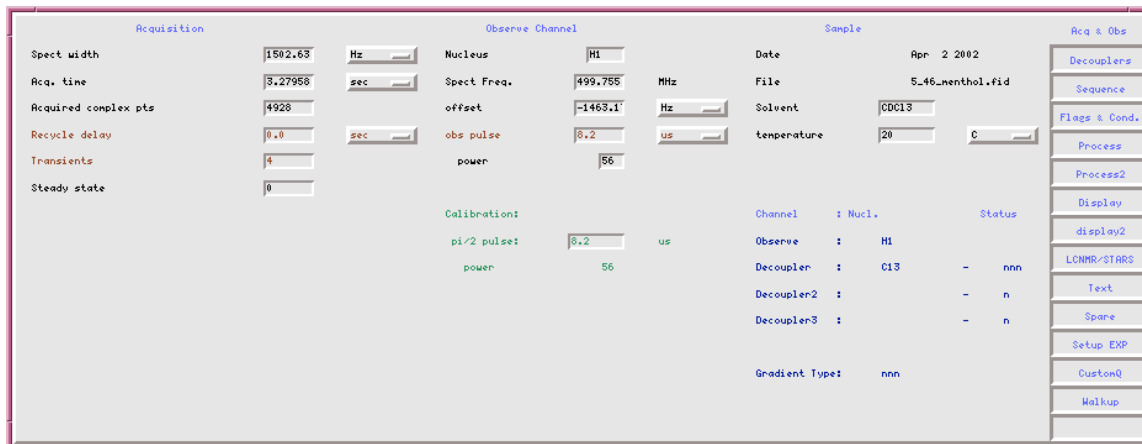 Acquisition
Spect width 1502.63 Hz
Acq. time 3.27958 sec
Acquired complex pts 4928
Recycle delay 0.0 sec
Transients 4
Steady state 0
Observe Channel
Nucleus H1
Spect Freq. 499.755 MHz
offset -1463.1 Hz
obs pulse 8.2 us
power 56
Calibration:
pi/2 pulse: 8.2 us
power 56
Sample
Date Apr 2 2002
File 5_46_menthol.fid
Solvent CDCl3
temperature 20 C
Channel : Nucl. Status
Observe : H1
Decoupler : C13 - nnn
Decoupler2 : - n
Decoupler3 : - n
Gradient Type: nnn
Acq & Obs
Decouplers
Sequence
Flags & Cond.
Process
Process2
Display
display2
LCNMR/STARS
Text
Spare
Setup EXP
CustomQ
Walkup